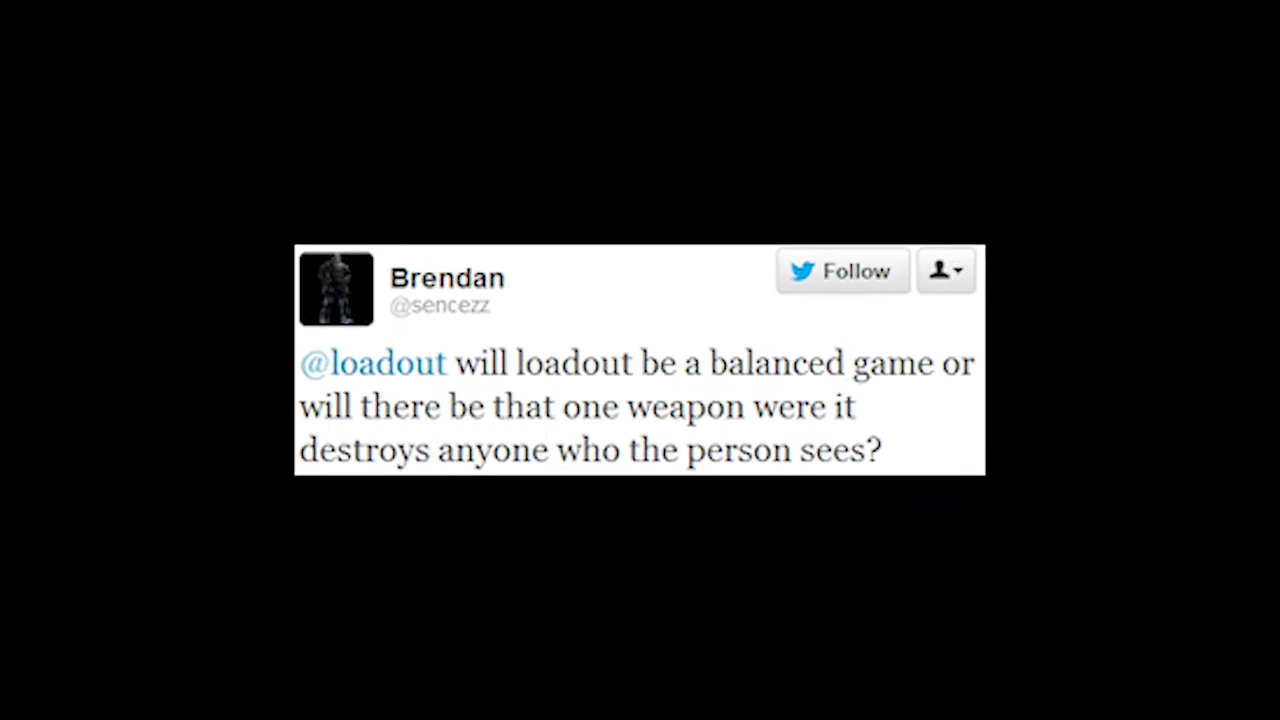 Brendan
Follow
@sencezz
@loadout will loadout be a balanced game or
will there be that one weapon were it
destroys anyone who the person sees?